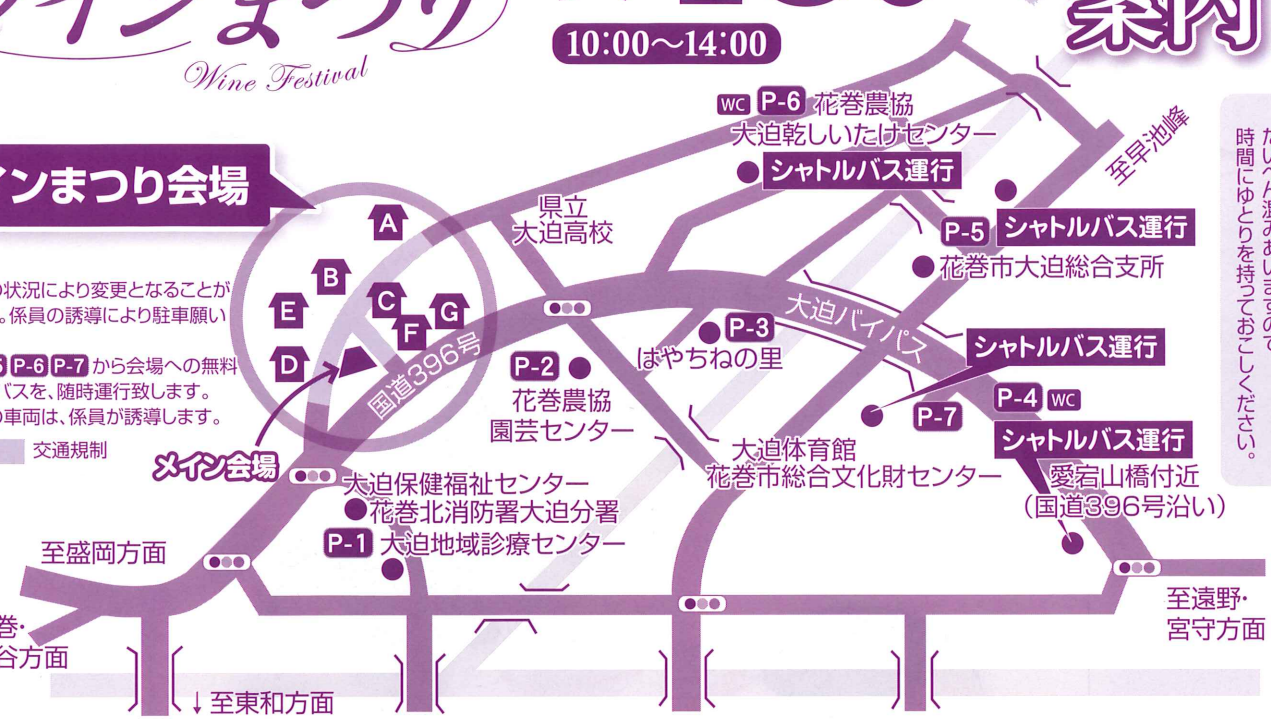 インまつり
Wine Festival
10:00〜14:00
案内
インまつり会場
A
B
C
D
E
F
G
の状況により変更となることが
。係員の誘導により駐車願い
P-6 P-7 から会場への無料
バスを、随時運行致します。
の車両は、係員が誘導します。
交通規制
メイン会場
国道396号
WC P-6 花巻農協
大迫乾しいたけセンター
シャトルバス運行
県立
大迫高校
至早池峰
P-5 シャトルバス運行
花巻市大迫総合支所
大迫バイパス
P-3
はやちねの里
P-2
花巻農協
園芸センター
シャトルバス運行
P-7
大迫体育館
花巻市総合文化財センター
P-4 WC
シャトルバス運行
愛宕山橋付近
(国道396号沿い)
大迫保健福祉センター
花巻北消防署大迫分署
P-1 大迫地域診療センター
至盛岡方面
巻・
谷方面
↓至東和方面
至遠野・
宮守方面
時間にゆとりを持っておこしください。